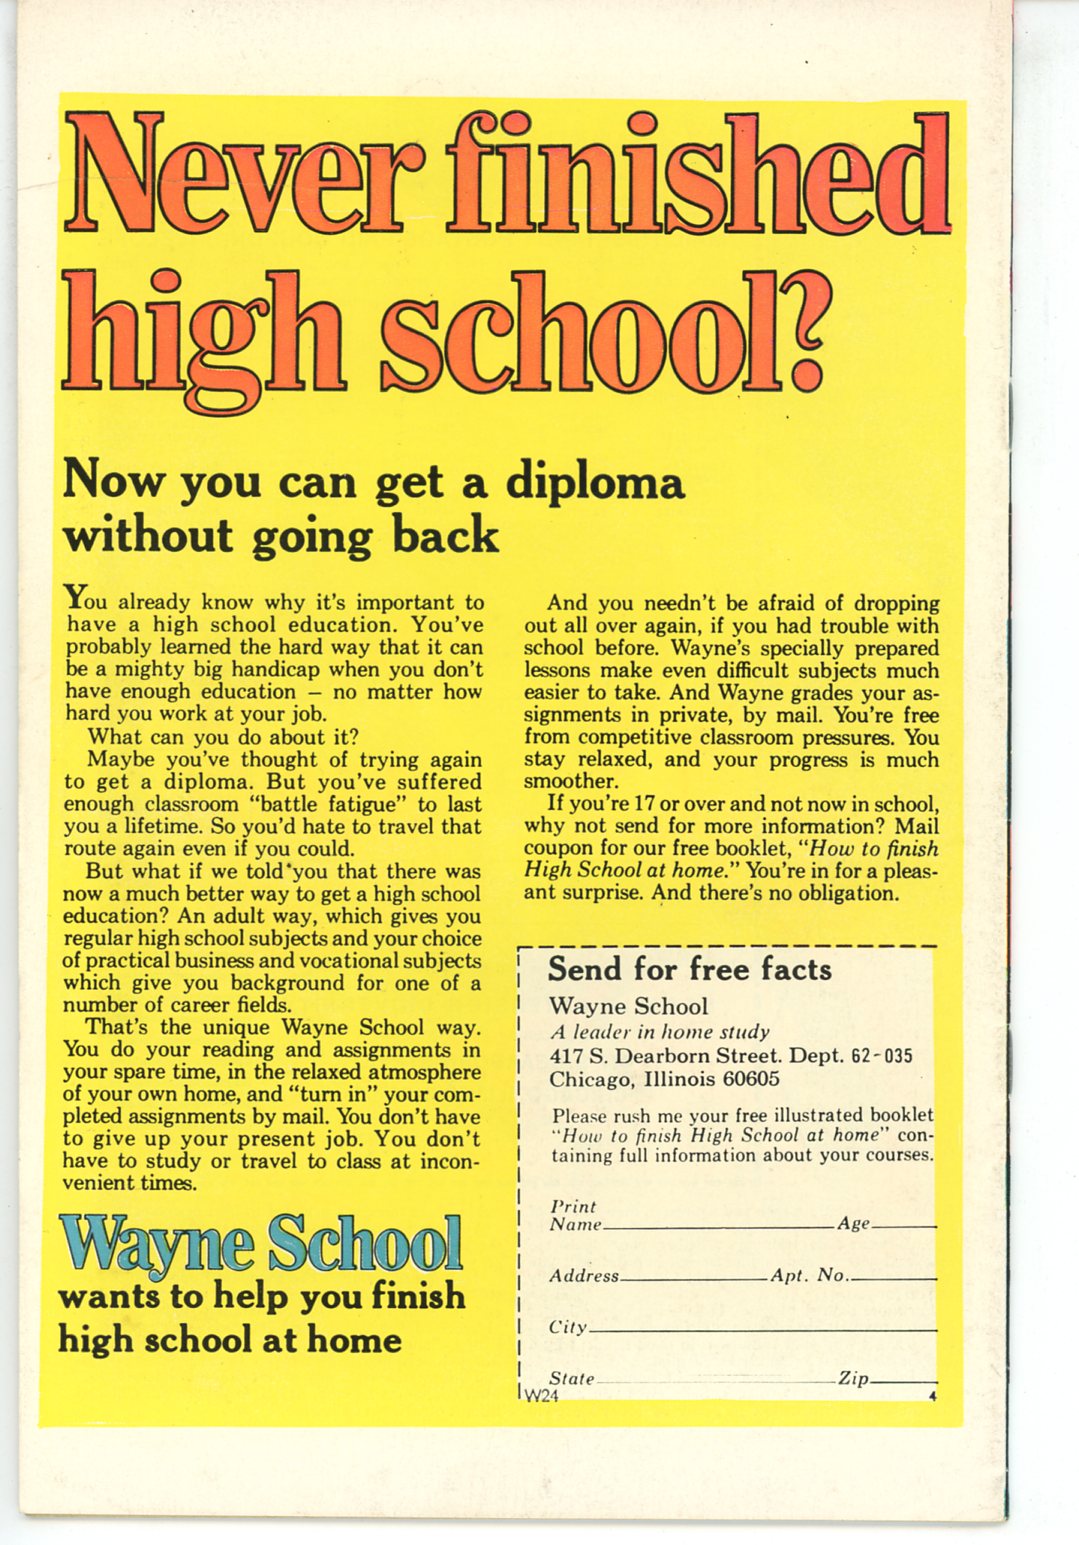 Never finished
high school?
Now you can get a diploma
without going back
You already know why it's important to
have a high school education. You've
probably learned the hard way that it can
be a mighty big handicap when you don't
have enough education – no matter how
hard you work at your job.
What can you do about it?
Maybe you've thought of trying again
to get a diploma. But you've suffered
enough classroom "battle fatigue" to last
you a lifetime. So you'd hate to travel that
route again even if you could.
But what if we told you that there was
now a much better way to get a high school
education? An adult way, which gives you
regular high school subjects and your choice
of practical business and vocational subjects
which give you background for one of a
number of career fields.
That's the unique Wayne School way.
You do your reading and assignments in
your spare time, in the relaxed atmosphere
of your own home, and "turn in" your com-
pleted assignments by mail. You don't have
to give up your present job. You don't
have to study or travel to class at incon-
venient times.
Wayne School
wants to help you finish
high school at home
And you needn't be afraid of dropping
out all over again, if you had trouble with
school before. Wayne's specially prepared
lessons make even difficult subjects much
easier to take. And Wayne grades your as-
signments in private, by mail. You're free
from competitive classroom pressures. You
stay relaxed, and your progress is much
smoother.
If you're 17 or over and not now in school,
why not send for more information? Mail
coupon for our free booklet, "How to finish
High School at home." You're in for a pleas-
ant surprise. And there's no obligation.
Send for free facts
Wayne School
A leader in home study
417 S. Dearborn Street. Dept. 62-035
Chicago, Illinois 60605
Please rush me your free illustrated booklet
"How to finish High School at home" con-
taining full information about your courses.
Print
Name Age
Address Apt. No.
City
State Zip
W24 4